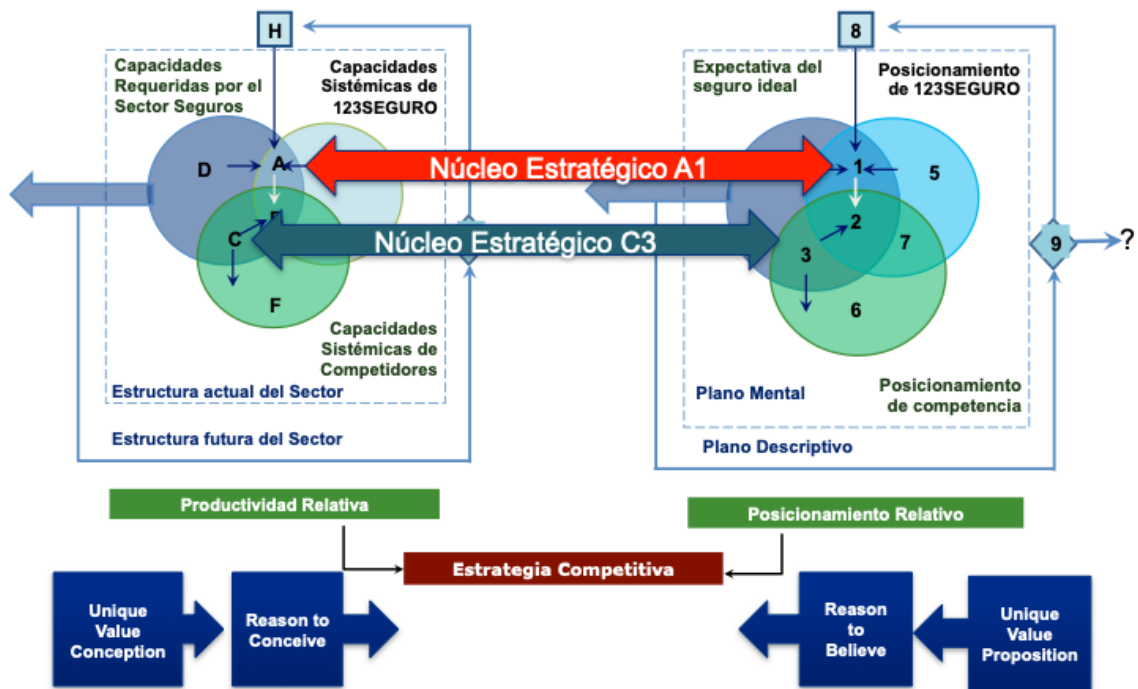 H
8
Capacidades
Requeridas por el
Sector Seguros
Capacidades
Sistémicas de
123SEGURO
Expectativa del
seguro ideal
Posicionamiento
de 123SEGURO
D
A
Núcleo Estratégico A1
1
5
C
Núcleo Estratégico C3
2
3
7
9
?
F
6
Capacidades
Sistémicas de
Competidores
Estructura actual del Sector
Estructura futura del Sector
Plano Mental
Posicionamiento
de competencia
Plano Descriptivo
Productividad Relativa
Posicionamiento Relativo
Estrategia Competitiva
Unique
Value
Conception
Reason to
Conceive
Reason
to
Believe
Unique
Value
Proposition